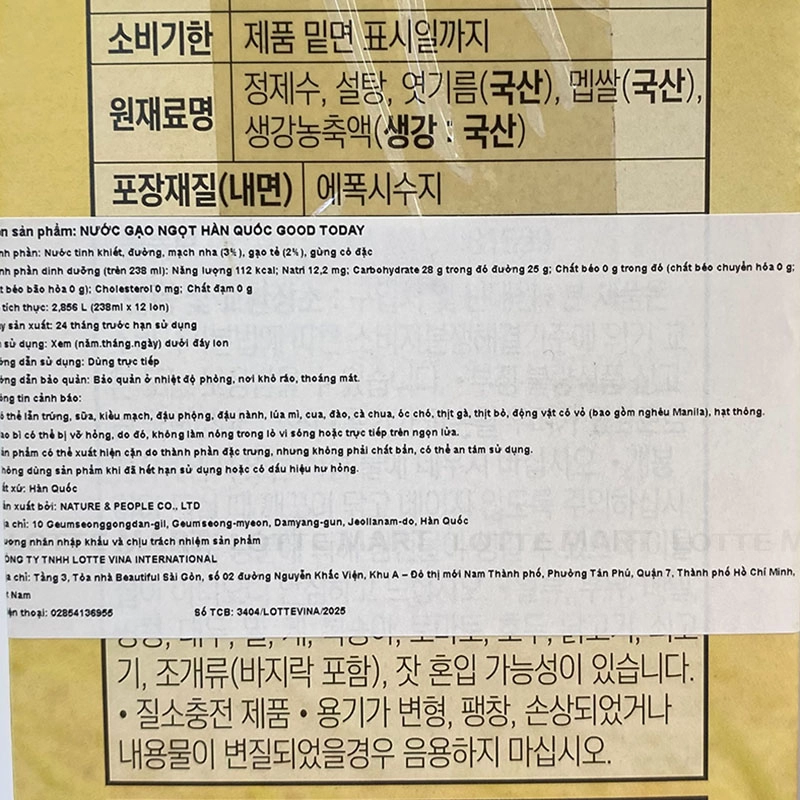 소비기한 제품 밑면 표시일까지
원재료명 정제수, 설탕, 엿기름(국산), 멥쌀(국산),
생강농축액(생강 : 국산)
포장재질(내면) 에폭시수지
n sản phẩm: NƯỚC GẠO NGỌT HÀN QUỐC GOOD TODAY
nh phần: Nước tinh khiết, đường, mạch nha (3%), gạo tẻ (2%), gừng cô đặc
nh phần dinh dưỡng (trên 238 ml): Năng lượng 112 kcal; Natri 12,2 mg; Carbohydrate 28 g trong đó đường 25 g; Chất béo 0 g trong đó (chất béo chuyển hóa 0 g;
t béo bão hòa 0 g); Cholesterol 0 mg; Chất đạm 0 g
tích thực: 2,856 L (238ml x 12 lon)
y sản xuất: 24 tháng trước hạn sử dụng
sử dụng: Xem (năm.tháng.ngày) dưới đáy lon
ớng dẫn sử dụng: Dùng trực tiếp
ớng dẫn bảo quản: Bảo quản ở nhiệt độ phòng, nơi khô ráo, thoáng mát.
ông tin cảnh báo:
ó thể lẫn trứng, sữa, kiều mạch, đậu phộng, đậu nành, lúa mì, cua, đào, cà chua, óc chó, thịt gà, thịt bò, động vật có vỏ (bao gồm nghêu Manila), hạt thông.
ao bì có thể bị vỡ hỏng, do đó, không làm nóng trong lò vi sóng hoặc trực tiếp trên ngọn lửa.
ản phẩm có thể xuất hiện cặn do thành phần đặc trưng, nhưng không phải chất bẩn, có thể an tâm sử dụng.
hông dùng sản phẩm khi đã hết hạn sử dụng hoặc có dấu hiệu hư hỏng.
ất xứ: Hàn Quốc
ản xuất bởi: NATURE & PEOPLE CO., LTD
a chỉ: 10 Geumseonggongdan-gil, Geumseong-myeon, Damyang-gun, Jeollanam-do, Hàn Quốc
ương nhân nhập khẩu và chịu trách nhiệm sản phẩm
ÔNG TY TNHH LOTTE VINA INTERNATIONAL
LOTTE MART LOTTE MART LOTTE M
a chỉ: Tầng 3, Tòa nhà Beautiful Sài Gòn, số 02 đường Nguyễn Khắc Viện, Khu A – Đô thị mới Nam Thành phố, Phường Tân Phú, Quận 7, Thành phố Hồ Chí Minh,
t Nam
ện thoại: 02854136955 Số TCB: 3404/LOTTEVINA/2025
기, 조개류(바지락 포함), 잣 혼입 가능성이 있습니다.
• 질소충전 제품 • 용기가 변형, 팽창, 손상되었거나
내용물이 변질되었을경우 음용하지 마십시오.